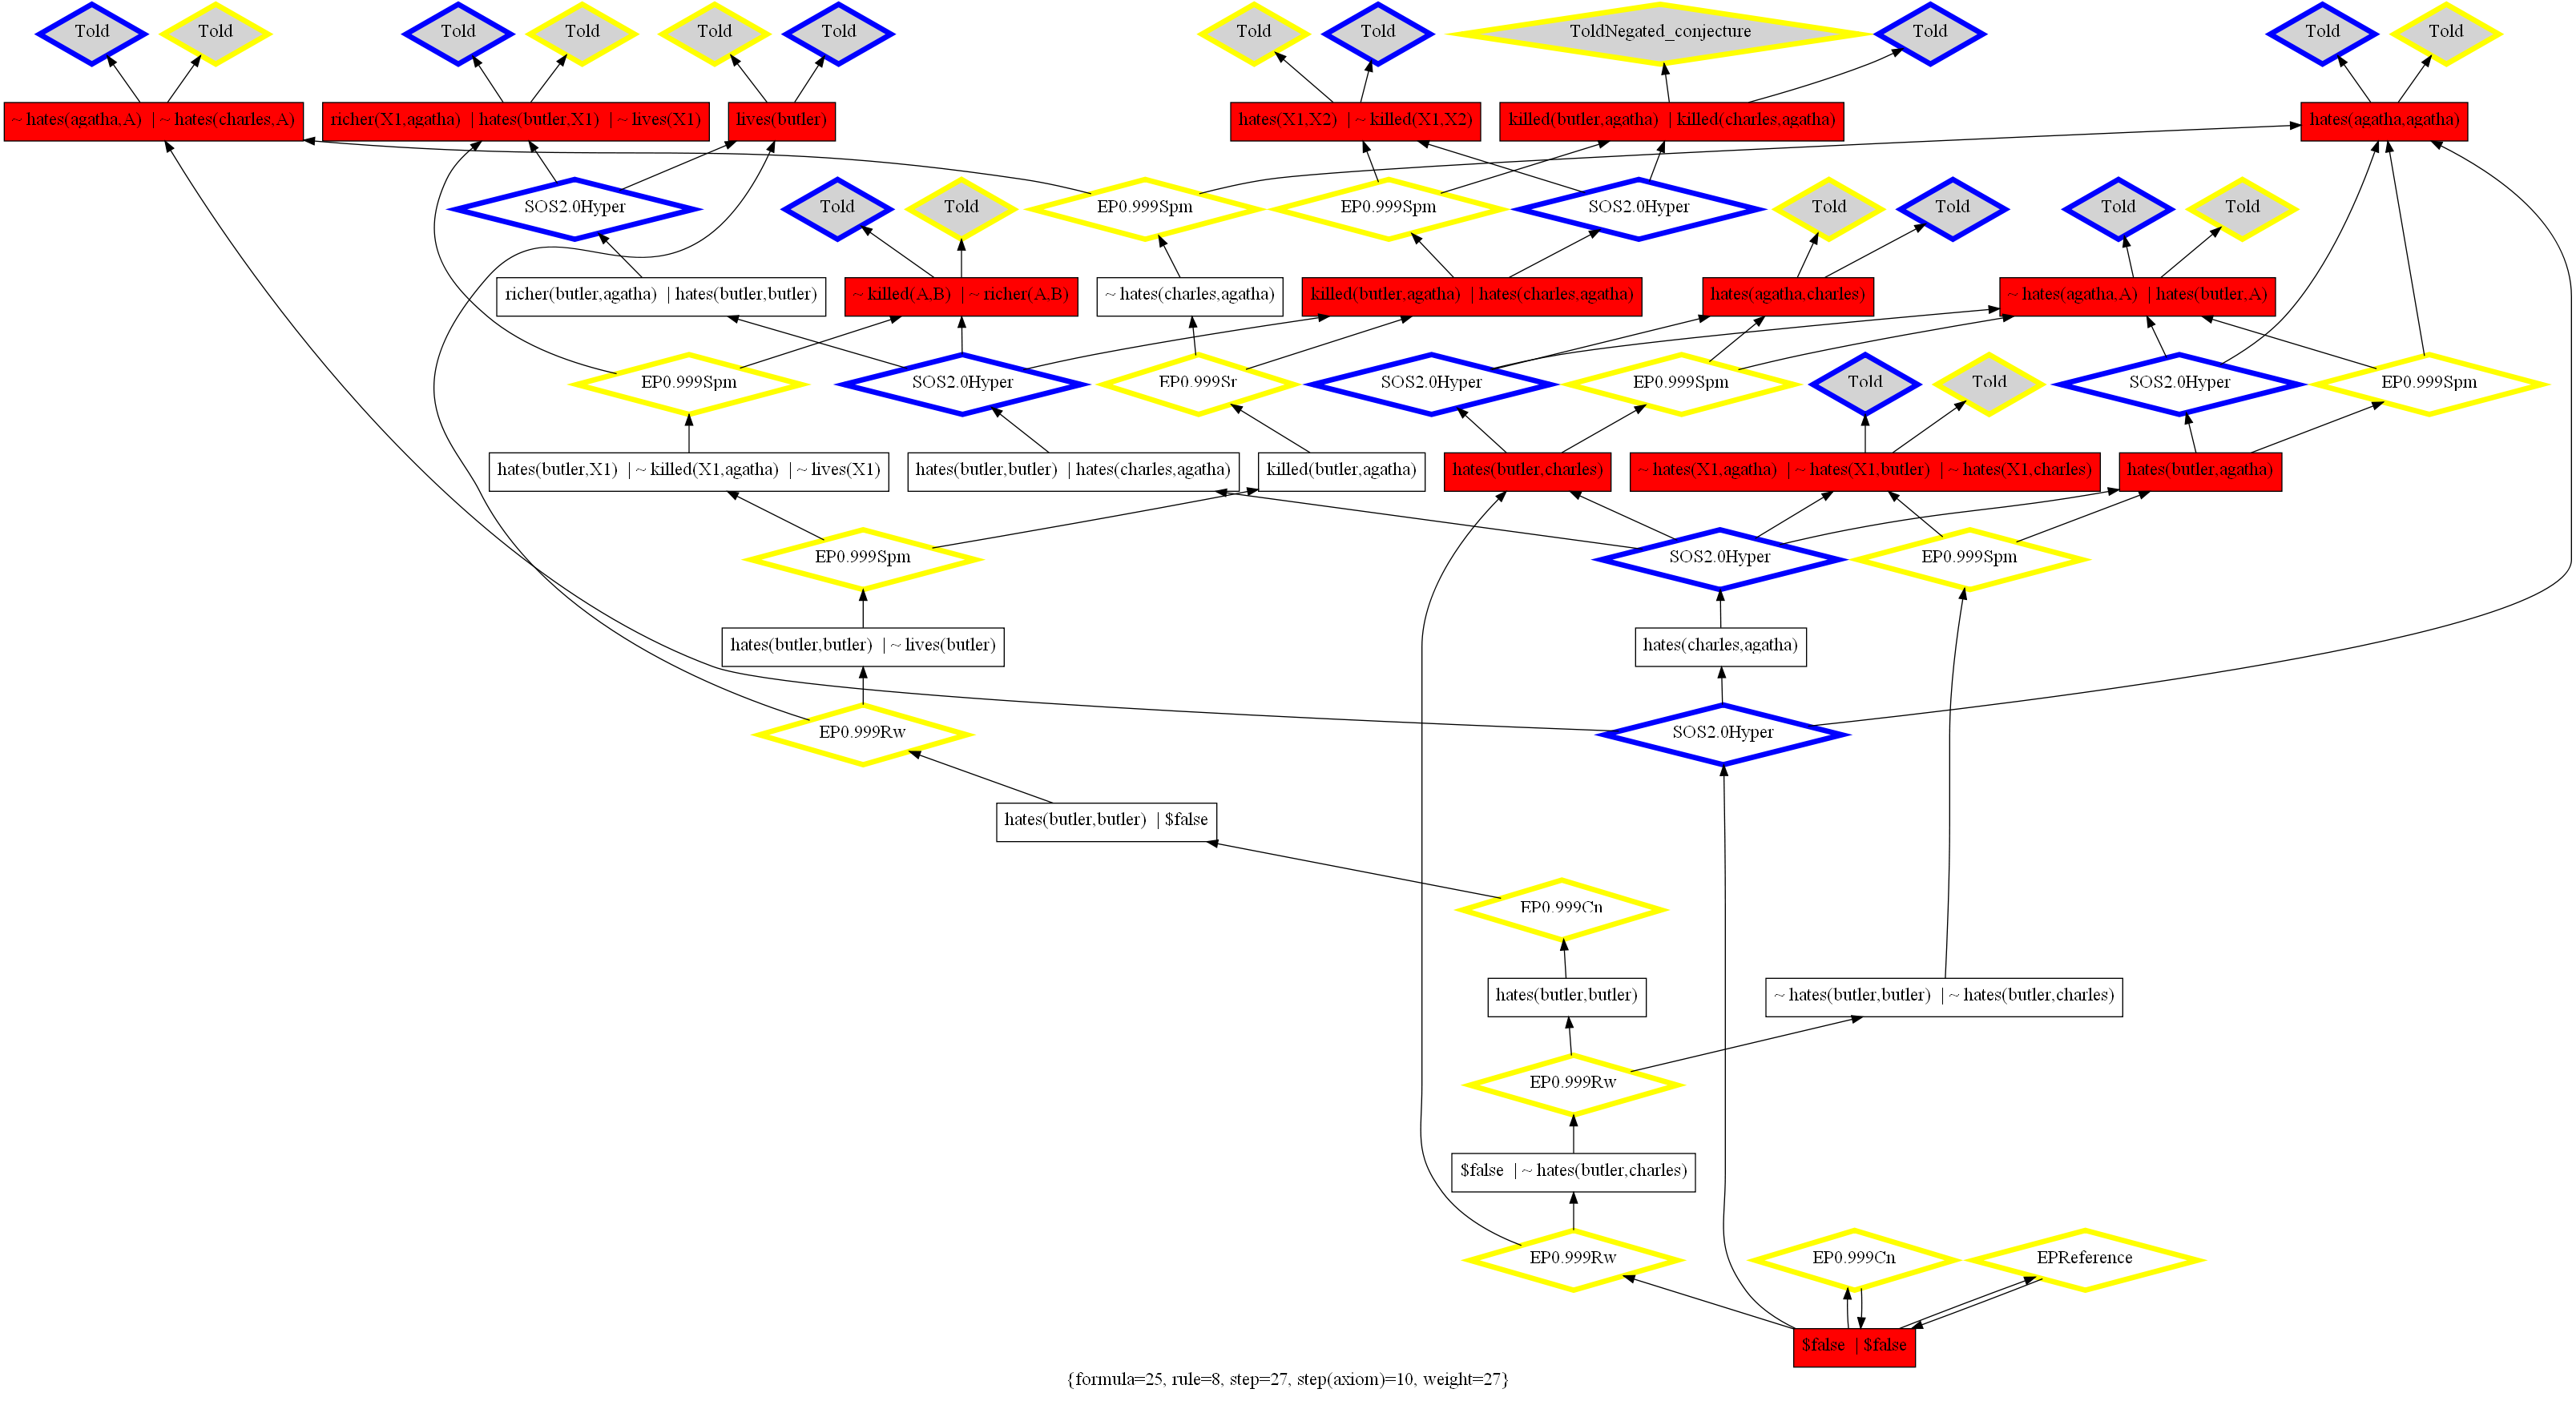 Told
Told
Told
Told
Told
Told
Told
Told
ToldNegated_conjecture
Told
Told
Told
~ hates(agatha,A) | ~ hates(charles,A)
richer(X1,agatha) | hates(butler,X1) | ~ lives(X1)
lives(butler)
hates(X1,X2) | ~ killed(X1,X2)
killed(butler,agatha) | killed(charles,agatha)
hates(agatha,agatha)
SOS2.0Hyper
Told
Told
EP0.999Spm
EP0.999Spm
SOS2.0Hyper
Told
Told
Told
Told
richer(butler,agatha) | hates(butler,butler)
~ killed(A,B) | ~ richer(A,B)
~ hates(charles,agatha)
killed(butler,agatha) | hates(charles,agatha)
hates(agatha,charles)
~ hates(agatha,A) | hates(butler,A)
EP0.999Spm
SOS2.0Hyper
EP0.999Sr
SOS2.0Hyper
EP0.999Spm
Told
Told
SOS2.0Hyper
EP0.999Spm
hates(butler,X1) | ~ killed(X1,agatha) | ~ lives(X1)
hates(butler,butler) | hates(charles,agatha)
killed(butler,agatha)
hates(butler,charles)
~ hates(X1,agatha) | ~ hates(X1,butler) | ~ hates(X1,charles)
hates(butler,agatha)
EP0.999Spm
SOS2.0Hyper
EP0.999Spm
hates(butler,butler) | ~ lives(butler)
hates(charles,agatha)
EP0.999Rw
SOS2.0Hyper
hates(butler,butler) | $false
EP0.999Cn
hates(butler,butler)
~ hates(butler,butler) | ~ hates(butler,charles)
EP0.999Rw
$false | ~ hates(butler,charles)
EP0.999Rw
EP0.999Cn
EPReference
$false | $false
{formula=25, rule=8, step=27, step(axiom)=10, weight=27}